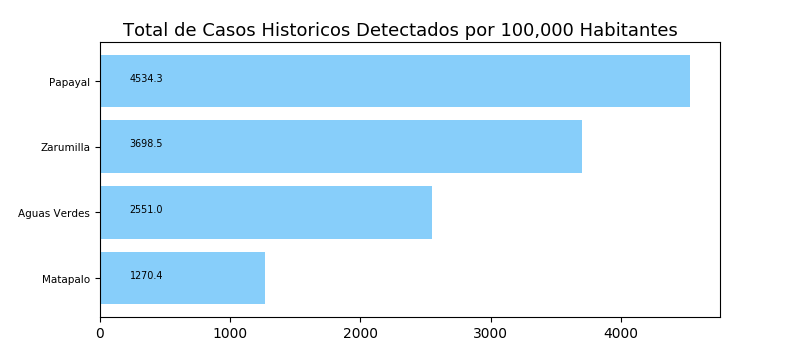 Total de Casos Historicos Detectados por 100,000 Habitantes
Papayal 4534.3
Zarumilla 3698.5
Aguas Verdes 2551.0
Matapalo 1270.4
0 1000 2000 3000 4000